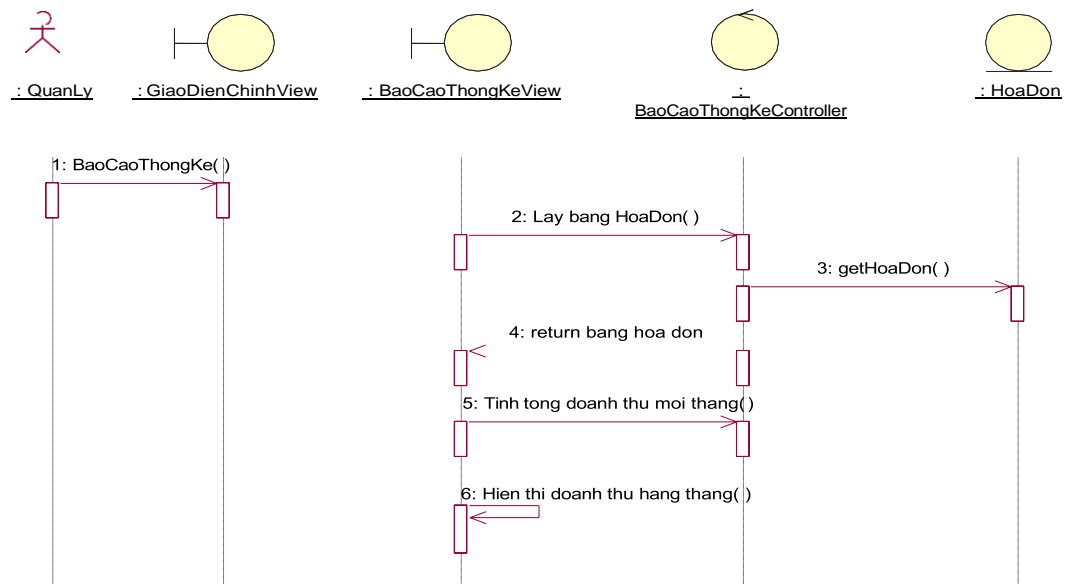 : QuanLy
: GiaoDienChinhView
: BaoCaoThongKeView
:
BaoCaoThongKeController
: HoaDon
1: BaoCaoThongKe( )
2: Lay bang HoaDon( )
3: getHoaDon( )
4: return bang hoa don
5: Tinh tong doanh thu moi thang( )
6: Hien thi doanh thu hang thang( )